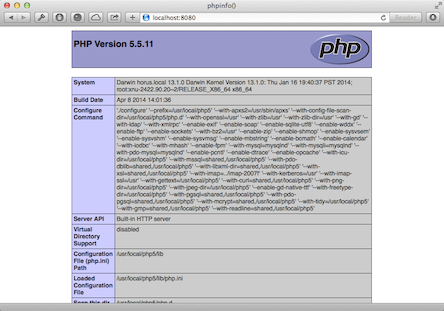 phpinfo()
localhost:8080
Reader
PHP Version 5.5.11
php
System
Darwin horus.local 13.1.0 Darwin Kernel Version 13.1.0: Thu Jan 16 19:40:37 PST 2014;
root:xnu-2422.90.20~2/RELEASE_X86_64 x86_64
Build Date
Apr 8 2014 14:01:36
Configure
Command
'./configure' '--prefix=/usr/local/php5' '--with-apxs2=/usr/sbin/apxs' '--with-config-file-scan-
dir=/usr/local/php5/php.d' '--with-openssl=/usr' '--with-zlib=/usr' '--with-zlib-dir=/usr' '--with-gd'
'--with-ldap' '--with-xmlrpc' '--enable-exif' '--enable-soap' '--enable-sqlite-utf8' '--enable-wddx'
'--enable-ftp' '--enable-sockets' '--with-bz2=/usr' '--enable-zip' '--enable-shmop' '--enable-sysvsem'
'--enable-sysvshm' '--enable-sysvmsg' '--enable-mbstring' '--enable-bcmath' '--enable-calendar'
'--with-iodbc' '--with-mhash' '--enable-fpm' '--with-mysql=mysqlnd' '--with-mysqli=mysqlnd'
'--with-pdo-mysql=mysqlnd' '--enable-pcntl' '--enable-dtrace' '--enable-opcache' '--with-icu-
dir=/usr/local/php5' '--with-mssql=shared,/usr/local/php5' '--with-pdo-
dblib=shared,/usr/local/php5' '--with-libxml-dir=shared,/usr/local/php5' '--with-
xsl=shared,/usr/local/php5' '--with-imap=../imap-2007f' '--with-kerberos=/usr' '--with-imap-
ssl=/usr' '--with-gettext=/usr/local/php5' '--with-curl=shared,/usr/local/php5' '--with-png-
dir=/usr/local/php5' '--with-jpeg-dir=/usr/local/php5' '--enable-gd-native-ttf' '--with-freetype-
dir=/usr/local/php5' '--with-pgsql=shared,/usr/local/php5' '--with-pdo-
pgsql=shared,/usr/local/php5' '--with-mcrypt=shared,/usr/local/php5' '--with-tidy=/usr/local/php5'
'--with-gmp=shared,/usr/local/php5' '--with-readline=shared,/usr/local/php5'
Server API
Built-in HTTP server
Virtual
Directory
Support
disabled
Configuration
File (php.ini)
Path
/usr/local/php5/lib
Loaded
Configuration
File
/usr/local/php5/lib/php.ini
Scan this dir
/usr/local/php5/php.d